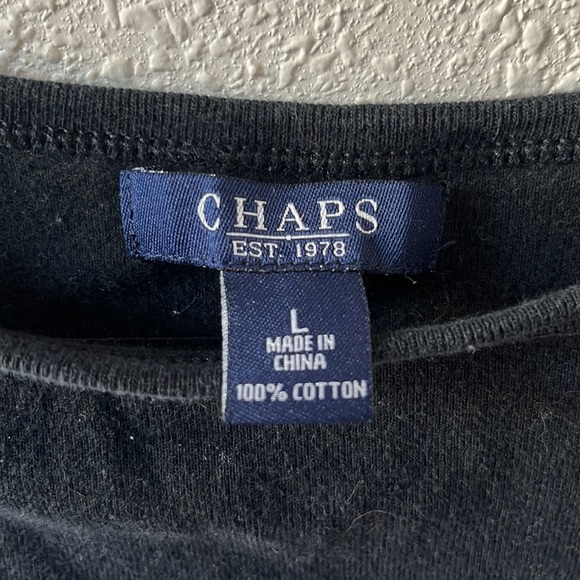 CHAPS
EST. 1978
L
MADE IN
CHINA
100% COTTON